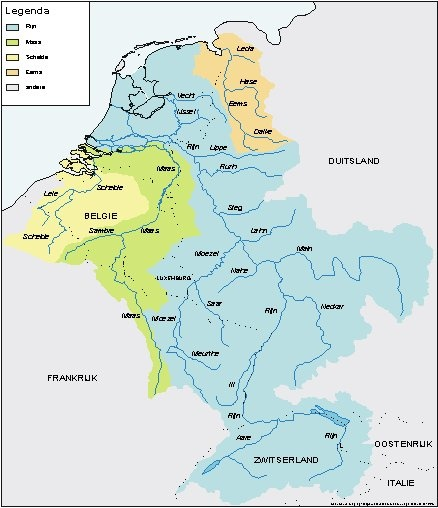 Legenda
Rijn
Maas
Schelde
Eems
andere
Leda
Hase
Eems
Dalke
Vecht
IJssel
Rijn
Lippe
Ruhr
DUITSLAND
Maas
Schelde
Leie
BELGIE
Schelde
Sambre
Maas
Sieg
Lahn
Main
Moezel
Nahe
LUXEMBURG
Saar
Rijn
Neckar
Maas
Moezel
Meurthe
FRANKRIJK
Ill
Rijn
Aare
Rijn
ZWITSERLAND
OOSTENRIJK
ITALIE